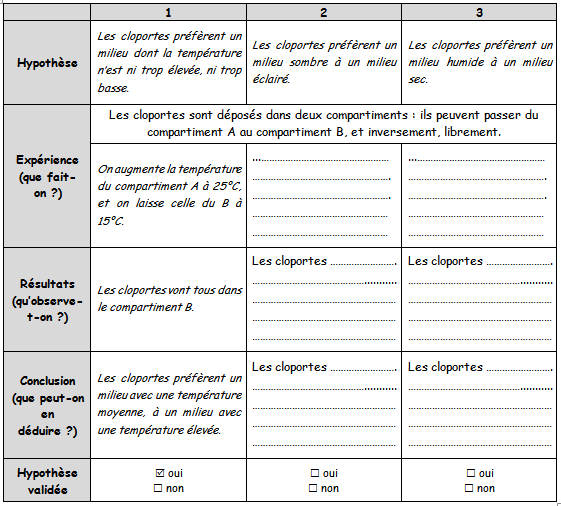 1 2 3
Hypothèse
Les cloportes préfèrent un
milieu dont la température
n'est ni trop élevée, ni trop
basse.
Les cloportes préfèrent un
milieu sombre à un milieu
éclairé.
Les cloportes préfèrent un
milieu humide à un milieu
sec.
Expérience
(que fait-
on ?)
Les cloportes sont déposés dans deux compartiments : ils peuvent passer du
compartiment A au compartiment B, et inversement, librement.
On augmente la température
du compartiment A à 25°C,
et on laisse celle du B à
15°C.
Résultats
(qu'observe-
t-on ?)
Les cloportes vont tous dans
le compartiment B.
Les cloportes ...........................
Les cloportes ...........................
Conclusion
(que peut-on
en
déduire ?)
Les cloportes préfèrent un
milieu avec une température
moyenne, à un milieu avec
une température élevée.
Les cloportes ...........................
Les cloportes ...........................
Hypothèse
validée
☑ oui
☐ non
☐ oui
☐ non
☐ oui
☐ non